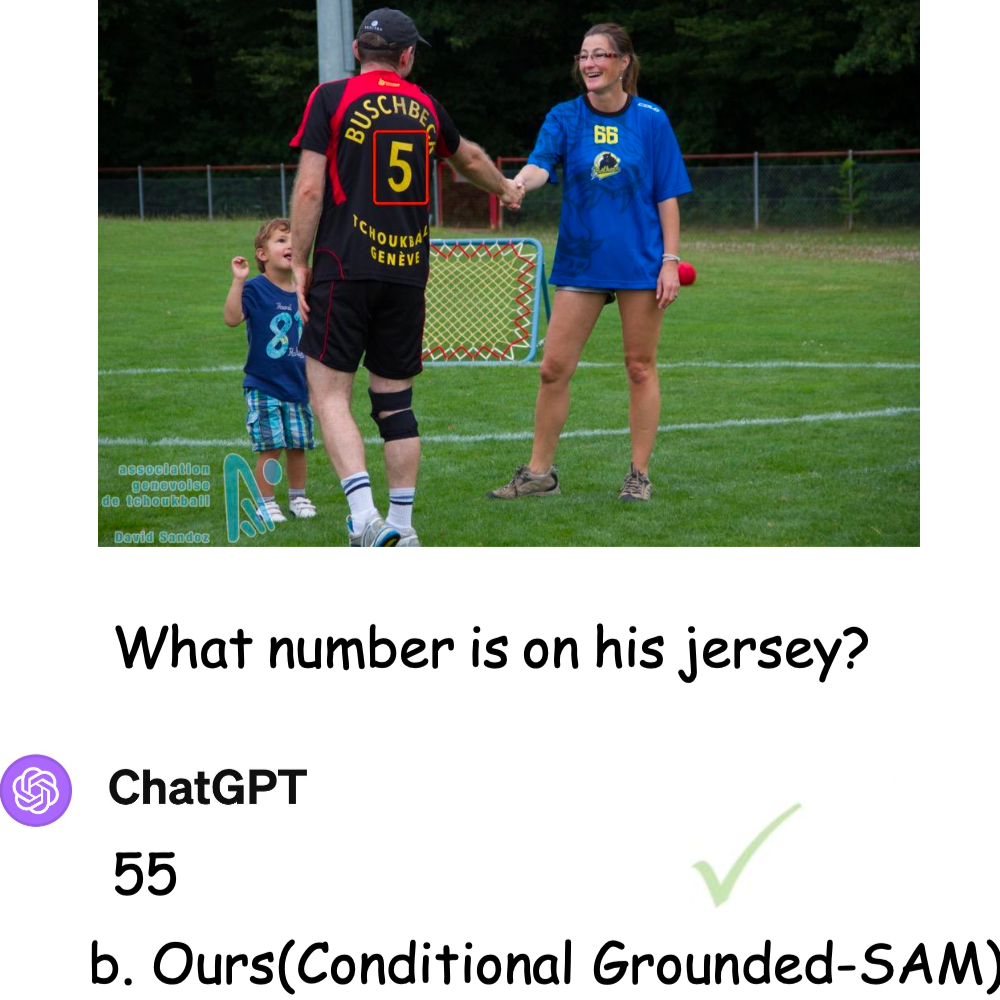 BUSCHBECK
5
TCHOUKBAL
GENÈVE
66
8
association
genevoise
de tchoukball
David Sandoz
What number is on his jersey?
ChatGPT
55
b. Ours(Conditional Grounded-SAM)